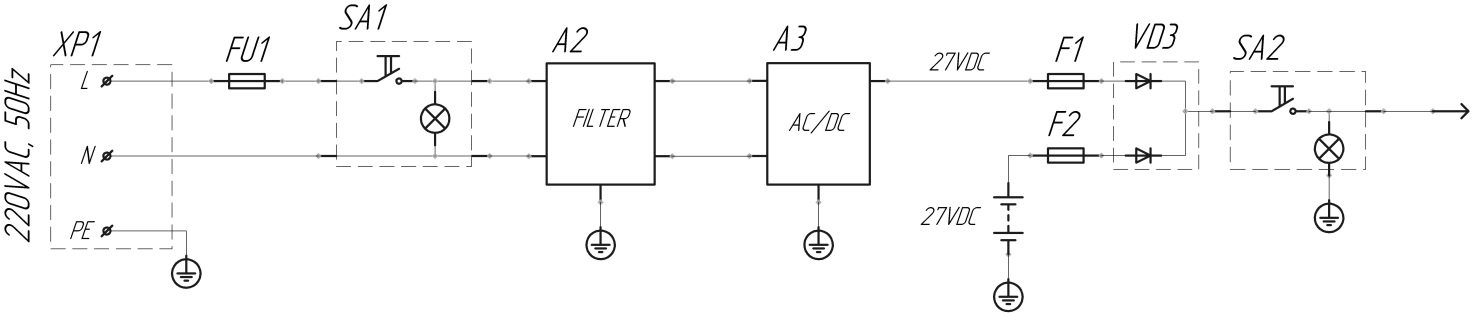 220VAC, 50Hz
XP1
L
N
PE
FU1
SA1
A2
FILTER
A3
AC/DC
27VDC
27VDC
F1
F2
VD3
SA2